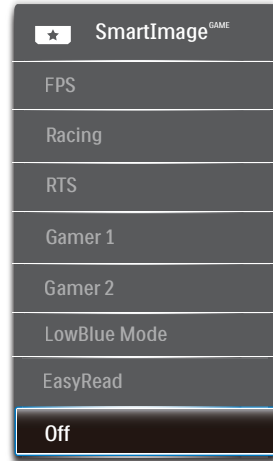 SmartImage GAME
FPS
Racing
RTS
Gamer 1
Gamer 2
LowBlue Mode
EasyRead
Off